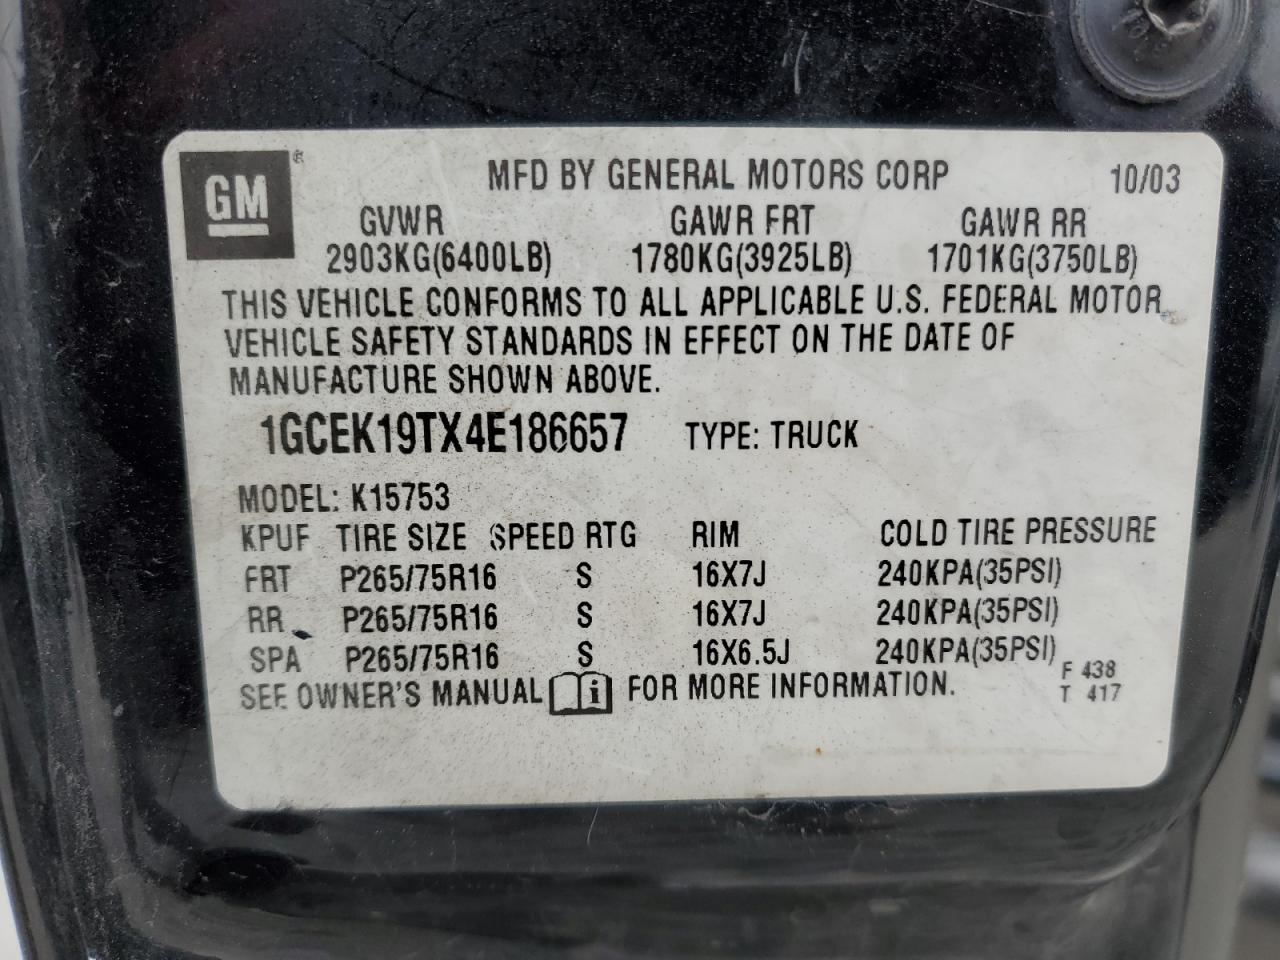 GM ®
MFD BY GENERAL MOTORS CORP 10/03
GVWR GAWR FRT GAWR RR
2903KG(6400LB) 1780KG(3925LB) 1701KG(3750LB)
THIS VEHICLE CONFORMS TO ALL APPLICABLE U.S. FEDERAL MOTOR
VEHICLE SAFETY STANDARDS IN EFFECT ON THE DATE OF
MANUFACTURE SHOWN ABOVE.
1GCEK19TX4E186657 TYPE: TRUCK
MODEL: K15753
KPUF TIRE SIZE SPEED RTG RIM COLD TIRE PRESSURE
FRT P265/75R16 S 16X7J 240KPA(35PSI)
RR P265/75R16 S 16X7J 240KPA(35PSI)
SPA P265/75R16 S 16X6.5J 240KPA(35PSI)
F 438
SEE OWNER'S MANUAL i FOR MORE INFORMATION. T 417